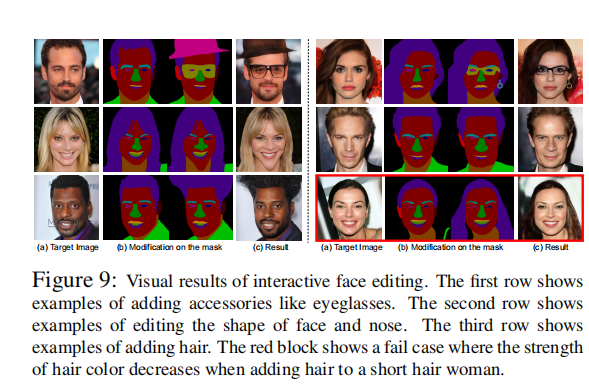 (a) Target Image (b) Modification on the mask (c) Result (a) Target Image (b) Modification on the mask (c) Result
Figure 9: Visual results of interactive face editing. The first row shows
examples of adding accessories like eyeglasses. The second row shows
examples of editing the shape of face and nose. The third row shows
examples of adding hair. The red block shows a fail case where the strength
of hair color decreases when adding hair to a short hair woman.